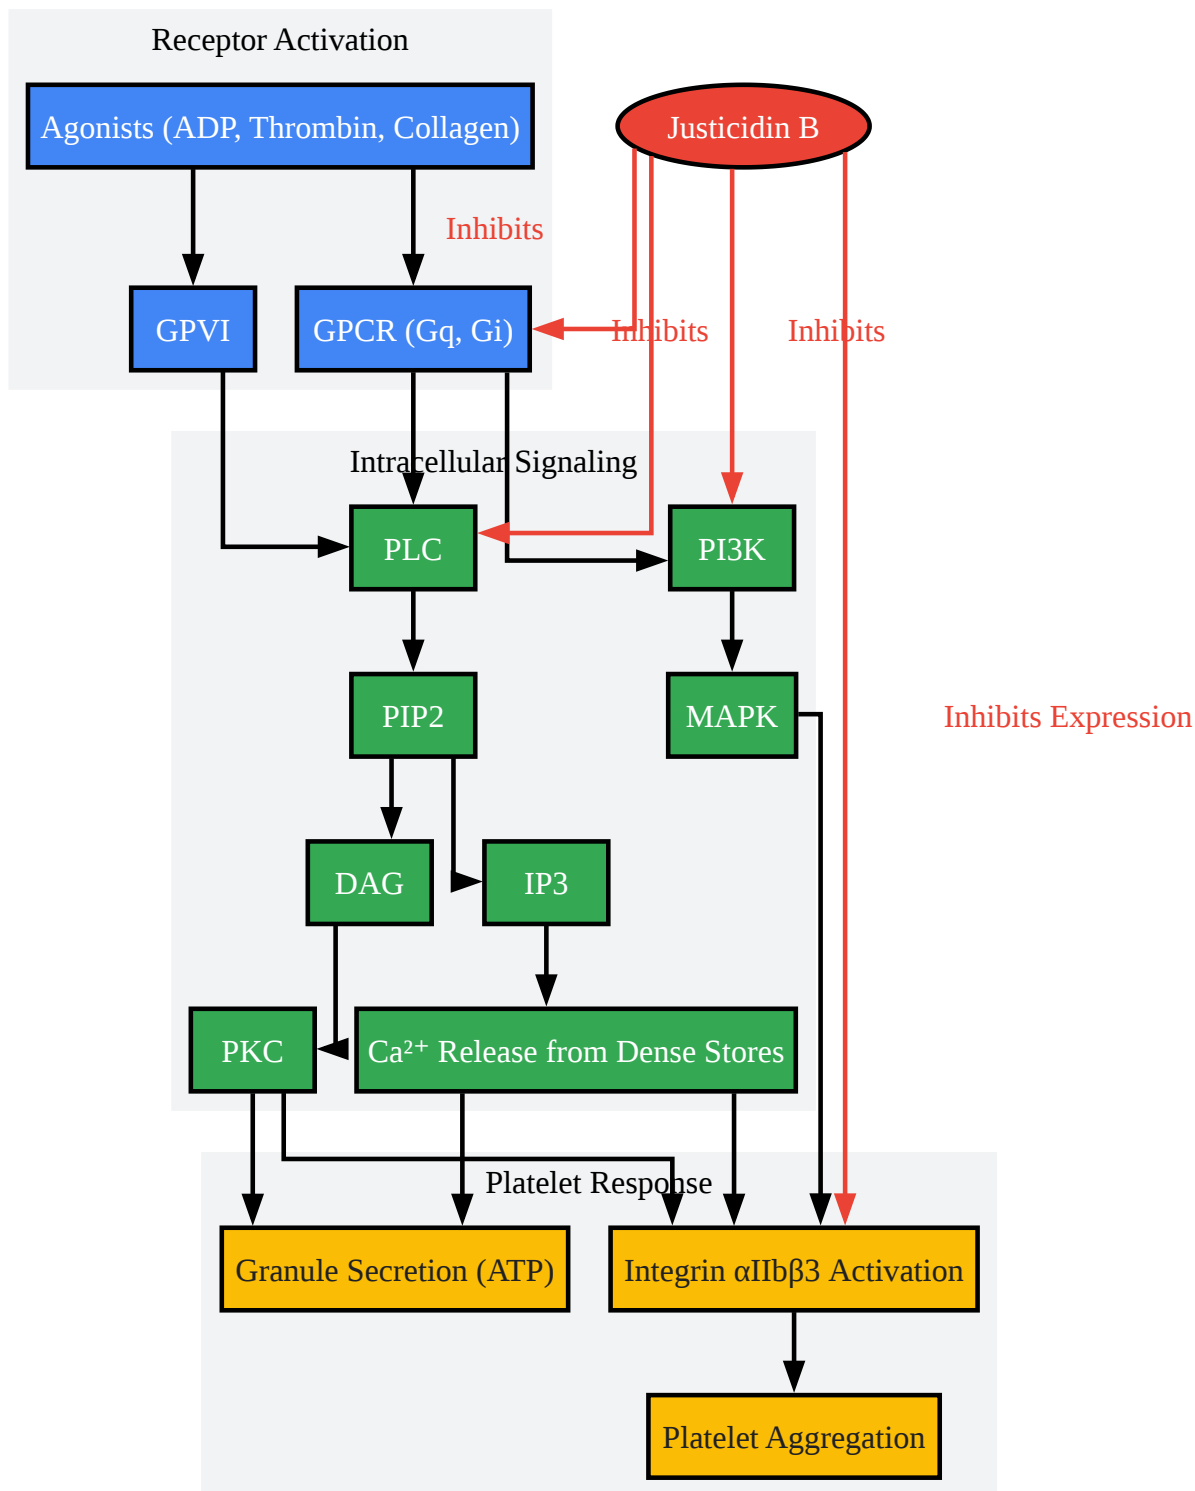 Receptor Activation
Agonists (ADP, Thrombin, Collagen)
Justicidin B
Inhibits
GPVI
GPCR (Gq, Gi)
Inhibits
Inhibits
Intracellular Signaling
PLC
PI3K
PIP2
MAPK
Inhibits Expression
DAG
IP3
PKC
Ca²⁺ Release from Dense Stores
Platelet Response
Granule Secretion (ATP)
Integrin αIIbβ3 Activation
Platelet Aggregation